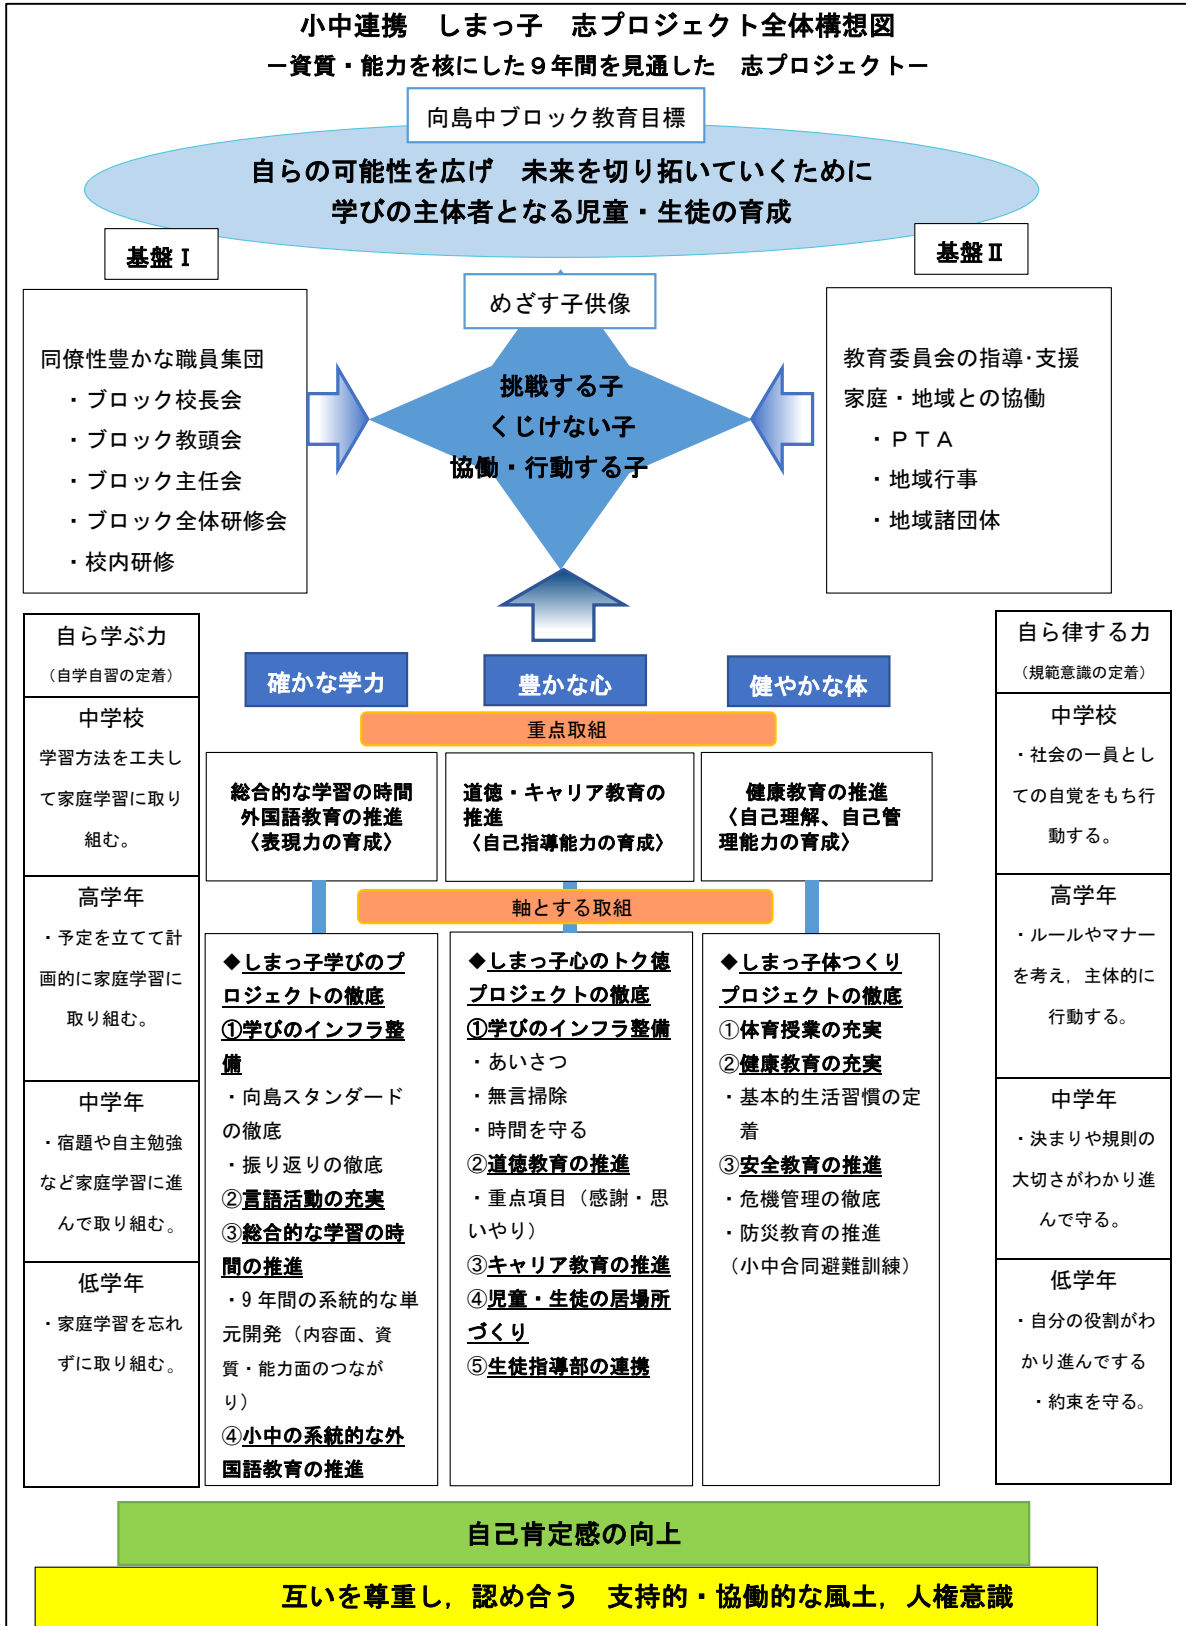 小中連携　しまっ子　志プロジェクト全体構想図
－資質・能力を核にした９年間を見通した　志プロジェクト－
向島中ブロック教育目標
自らの可能性を広げ　未来を切り拓いていくために
学びの主体者となる児童・生徒の育成
基盤Ⅰ
同僚性豊かな職員集団
・ブロック校長会
・ブロック教頭会
・ブロック主任会
・ブロック全体研修会
・校内研修
めざす子供像
挑戦する子
くじけない子
協働・行動する子
基盤Ⅱ
教育委員会の指導･支援
家庭・地域との協働
・ＰＴＡ
・地域行事
・地域諸団体
自ら学ぶ力
（自学自習の定着）
中学校
学習方法を工夫し
て家庭学習に取り
組む。
高学年
・予定を立てて計
画的に家庭学習に
取り組む。
中学年
・宿題や自主勉強
など家庭学習に進
んで取り組む。
低学年
・家庭学習を忘れ
ずに取り組む。
確かな学力
豊かな心
健やかな体
重点取組
総合的な学習の時間
外国語教育の推進
〈表現力の育成〉
道徳・キャリア教育の
推進
〈自己指導能力の育成〉
健康教育の推進
〈自己理解、自己管
理能力の育成〉
軸とする取組
◆しまっ子学びのプ
ロジェクトの徹底
①学びのインフラ整
備
・向島スタンダード
の徹底
・振り返りの徹底
②言語活動の充実
③総合的な学習の時
間の推進
・9 年間の系統的な単
元開発（内容面、資
質・能力面のつなが
り）
④小中の系統的な外
国語教育の推進
◆しまっ子心のトク徳
プロジェクトの徹底
①学びのインフラ整備
・あいさつ
・無言掃除
・時間を守る
②道徳教育の推進
・重点項目（感謝・思
いやり）
③キャリア教育の推進
④児童・生徒の居場所
づくり
⑤生徒指導部の連携
◆しまっ子体つくり
プロジェクトの徹底
①体育授業の充実
②健康教育の充実
・基本的生活習慣の定
着
③安全教育の推進
・危機管理の徹底
・防災教育の推進
（小中合同避難訓練）
自ら律する力
（規範意識の定着）
中学校
・社会の一員とし
ての自覚をもち行
動する。
高学年
・ルールやマナー
を考え，主体的に
行動する。
中学年
・決まりや規則の
大切さがわかり進
んで守る。
低学年
・自分の役割がわ
かり進んでする
・約束を守る。
自己肯定感の向上
互いを尊重し，認め合う　支持的・協働的な風土，人権意識